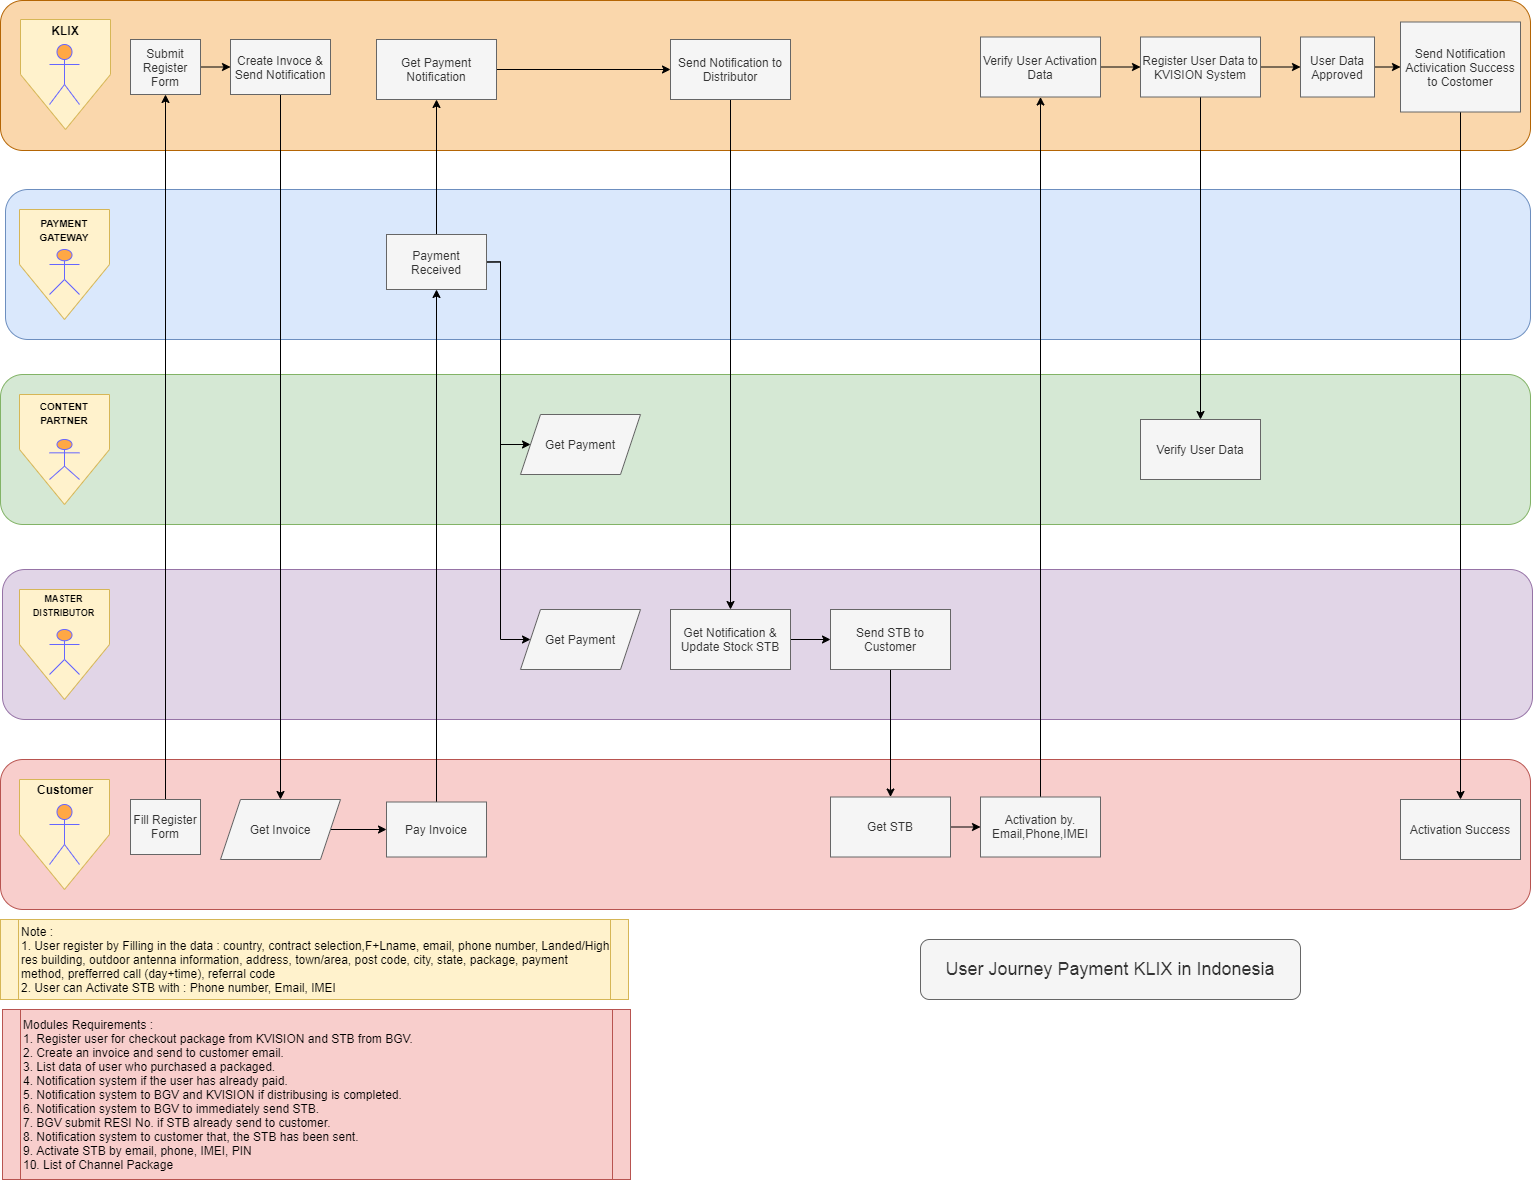 KLIX
Submit
Register
Form
Create Invoce &
Send Notification
Get Payment
Notification
Send Notification to
Distributor
Verify User Activation
Data
Register User Data to
KVISION System
User Data
Approved
Send Notification
Activication Success
to Costomer
PAYMENT
GATEWAY
Payment
Received
CONTENT
PARTNER
Get Payment
Verify User Data
MASTER
DISTRIBUTOR
Get Payment
Get Notification &
Update Stock STB
Send STB to
Customer
Customer
Fill Register
Form
Get Invoice
Pay Invoice
Get STB
Activation by.
Email,Phone,IMEI
Activation Success
Note :
1. User register by Filling in the data : country, contract selection,F+Lname, email, phone number, Landed/High
res building, outdoor antenna information, address, town/area, post code, city, state, package, payment
method, prefferred call (day+time), referral code
2. User can Activate STB with : Phone number, Email, IMEI
User Journey Payment KLIX in Indonesia
Modules Requirements :
1. Register user for checkout package from KVISION and STB from BGV.
2. Create an invoice and send to customer email.
3. List data of user who purchased a packaged.
4. Notification system if the user has already paid.
5. Notification system to BGV and KVISION if distribusing is completed.
6. Notification system to BGV to immediately send STB.
7. BGV submit RESI No. if STB already send to customer.
8. Notification system to customer that, the STB has been sent.
9. Activate STB by email, phone, IMEI, PIN
10. List of Channel Package